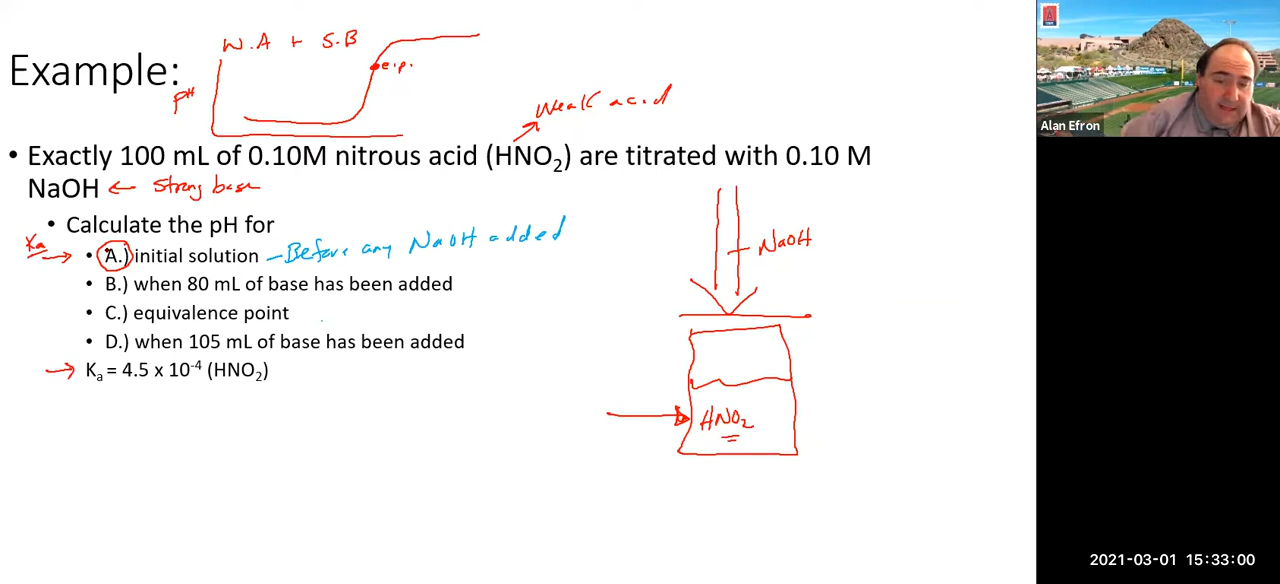 W.A + S.B
Example:
pH
e.p.
weak acid
• Exactly 100 mL of 0.10M nitrous acid (HNO₂) are titrated with 0.10 M
NaOH ← Strong base
• Calculate the pH for
Ka → • A.) initial solution – Before any NaOH added
• B.) when 80 mL of base has been added
• C.) equivalence point
• D.) when 105 mL of base has been added
→ Kₐ = 4.5 x 10⁻⁴ (HNO₂)
NaOH
HNO₂
Alan Efron
2021-03-01 15:33:00